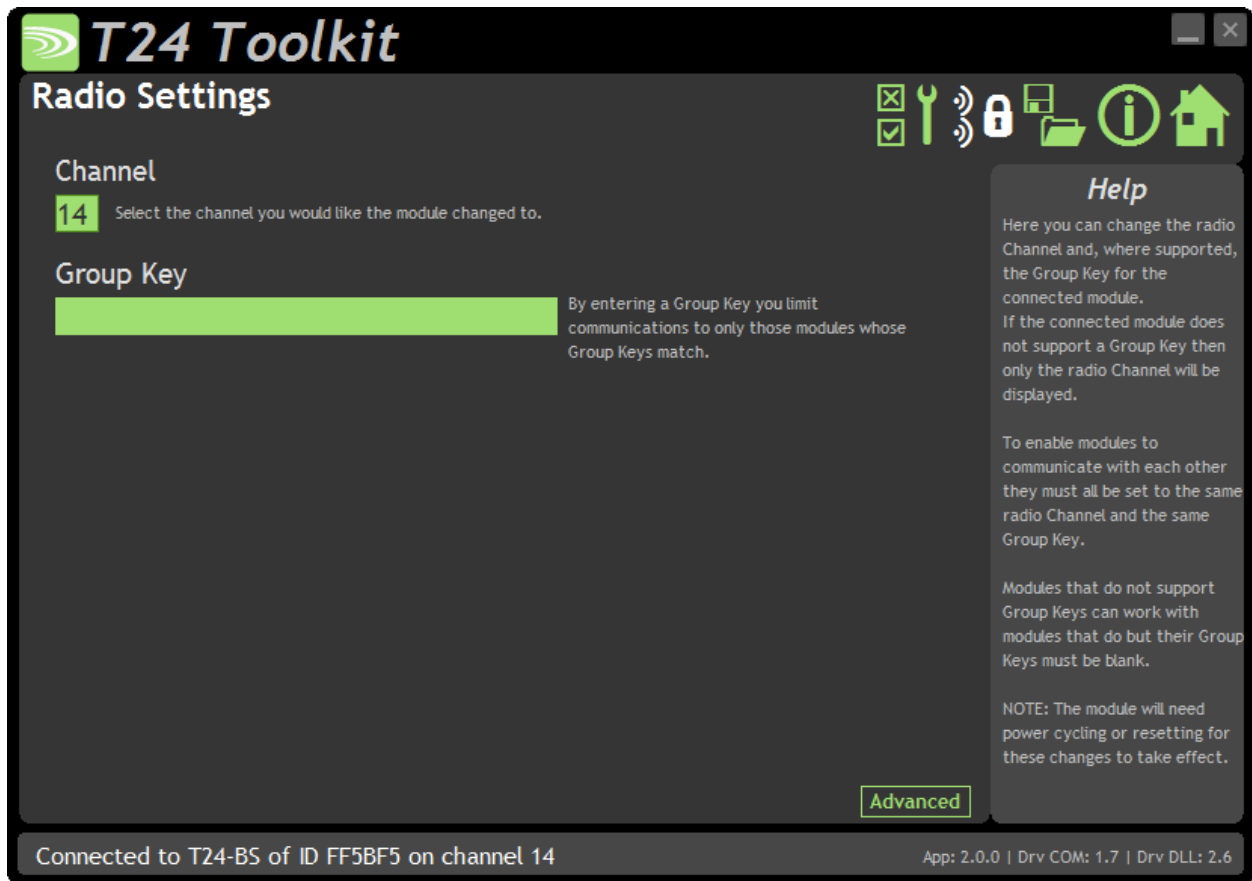 T24 Toolkit
Radio Settings
Channel
14
Select the channel you would like the module changed to.
Group Key
By entering a Group Key you limit
communications to only those modules whose
Group Keys match.
Help
Here you can change the radio
Channel and, where supported,
the Group Key for the
connected module.
If the connected module does
not support a Group Key then
only the radio Channel will be
displayed.
To enable modules to
communicate with each other
they must all be set to the same
radio Channel and the same
Group Key.
Modules that do not support
Group Keys can work with
modules that do but their Group
Keys must be blank.
NOTE: The module will need
power cycling or resetting for
these changes to take effect.
Advanced
Connected to T24-BS of ID FF5BF5 on channel 14
App: 2.0.0 | Drv COM: 1.7 | Drv DLL: 2.6